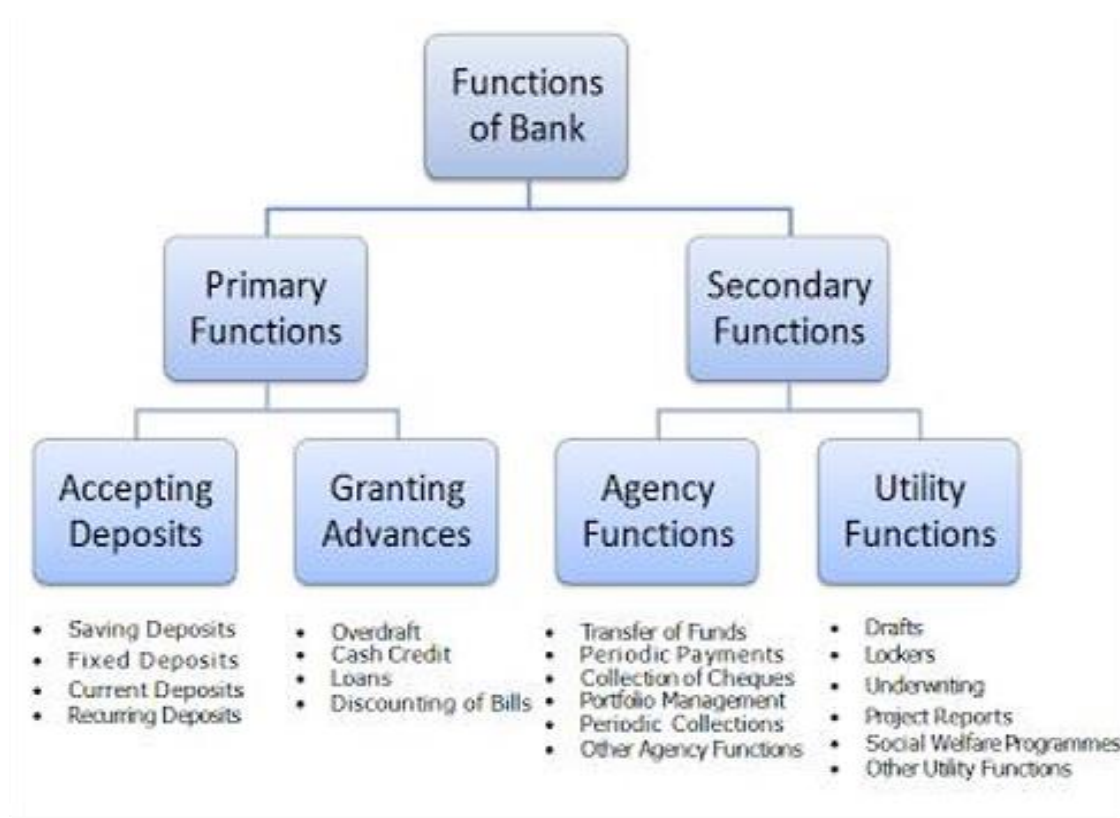 Functions
of Bank
Primary
Functions
Secondary
Functions
Accepting
Deposits
Granting
Advances
Agency
Functions
Utility
Functions
• Saving Deposits
• Fixed Deposits
• Current Deposits
• Recurring Deposits
• Overdraft
• Cash Credit
• Loans
• Discounting of Bills
• Transfer of Funds
• Periodic Payments
• Collection of Cheques
• Portfolio Management
• Periodic Collections
• Other Agency Functions
• Drafts
• Lockers
• Underwriting
• Project Reports
• Social Welfare Programmes
• Other Utility Functions